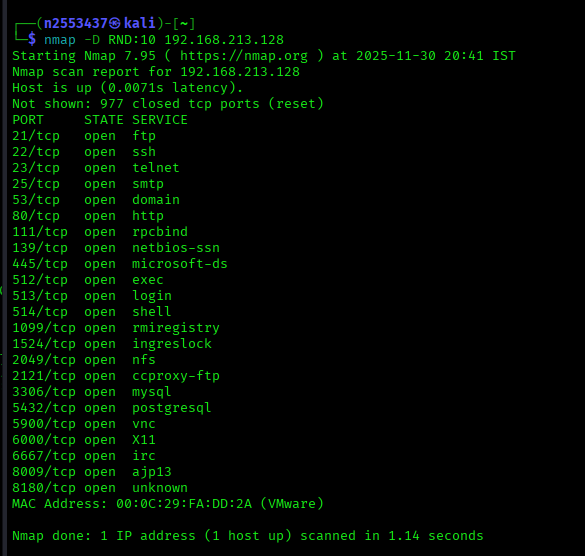 ┌──(n2553437㉿kali)-[~]
└─$ nmap -D RND:10 192.168.213.128
Starting Nmap 7.95 ( https://nmap.org ) at 2025-11-30 20:41 IST
Nmap scan report for 192.168.213.128
Host is up (0.0071s latency).
Not shown: 977 closed tcp ports (reset)
PORT     STATE SERVICE
21/tcp   open  ftp
22/tcp   open  ssh
23/tcp   open  telnet
25/tcp   open  smtp
53/tcp   open  domain
80/tcp   open  http
111/tcp  open  rpcbind
139/tcp  open  netbios-ssn
445/tcp  open  microsoft-ds
512/tcp  open  exec
513/tcp  open  login
514/tcp  open  shell
1099/tcp open  rmiregistry
1524/tcp open  ingreslock
2049/tcp open  nfs
2121/tcp open  ccproxy-ftp
3306/tcp open  mysql
5432/tcp open  postgresql
5900/tcp open  vnc
6000/tcp open  X11
6667/tcp open  irc
8009/tcp open  ajp13
8180/tcp open  unknown
MAC Address: 00:0C:29:FA:DD:2A (VMware)
Nmap done: 1 IP address (1 host up) scanned in 1.14 seconds